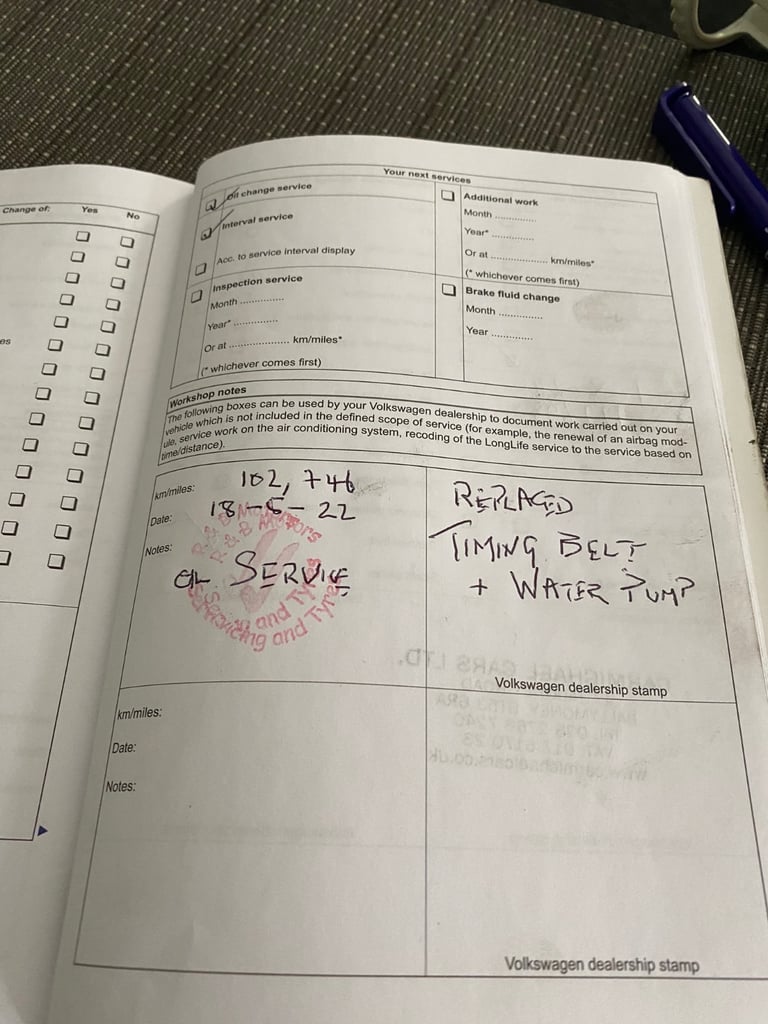 Change of:
Yes
No
es
Your next services
Oil change service
Interval service
Acc. to service interval display
Inspection service
Month ..............
Year* ..............
Or at ................... km/miles*
(* whichever comes first)
Additional work
Month .............
Year* .............
Or at ................... km/miles*
(* whichever comes first)
Brake fluid change
Month .............
Year .............
Workshop notes
The following boxes can be used by your Volkswagen dealership to document work carried out on your
vehicle which is not included in the defined scope of service (for example, the renewal of an airbag mod-
ule, service work on the air conditioning system, recoding of the LongLife service to the service based on
time/distance).
km/miles: 102,746
Date: 18-5-22
Notes:
SERVICE
R & B Motors
Servicing and Tyres
REPLACED
TIMING BELT
+ WATER PUMP
Volkswagen dealership stamp
km/miles:
Date:
Notes:
Volkswagen dealership stamp